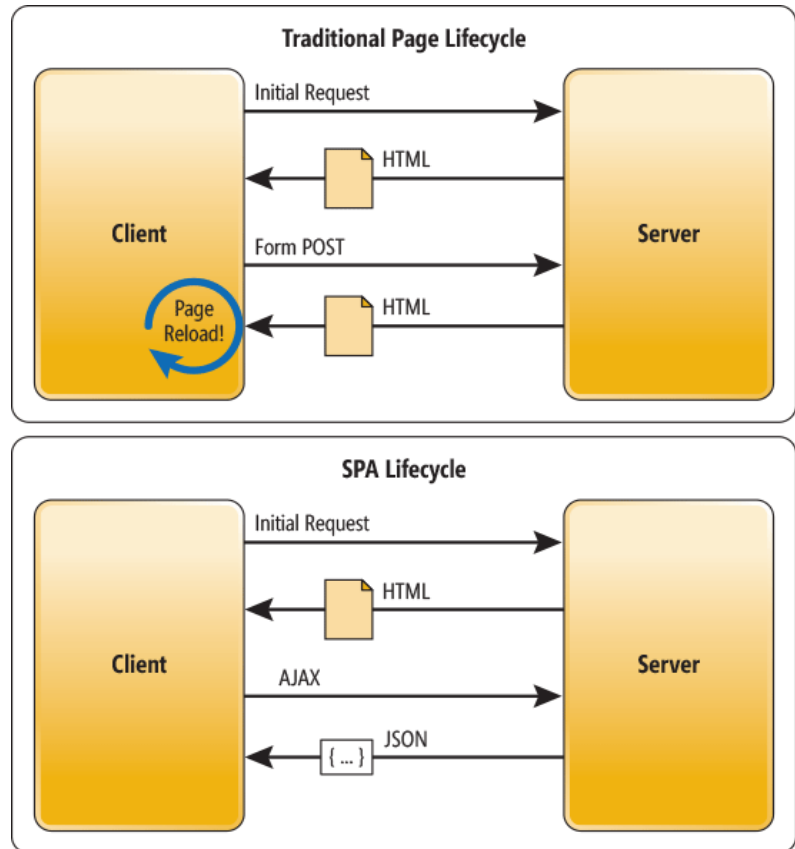 Traditional Page Lifecycle
Initial Request
HTML
Client
Server
Form POST
Page
Reload!
HTML
SPA Lifecycle
Initial Request
HTML
Client
Server
AJAX
JSON
{ ... }